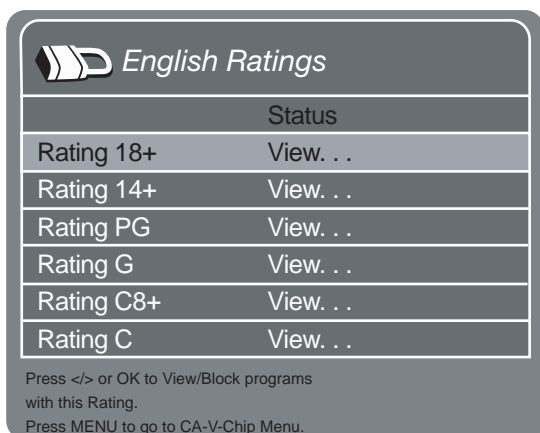 English Ratings
Status
Rating 18+ View. . .
Rating 14+ View. . .
Rating PG View. . .
Rating G View. . .
Rating C8+ View. . .
Rating C View. . .
Press </> or OK to View/Block programs
with this Rating.
Press MENU to go to CA-V-Chip Menu.